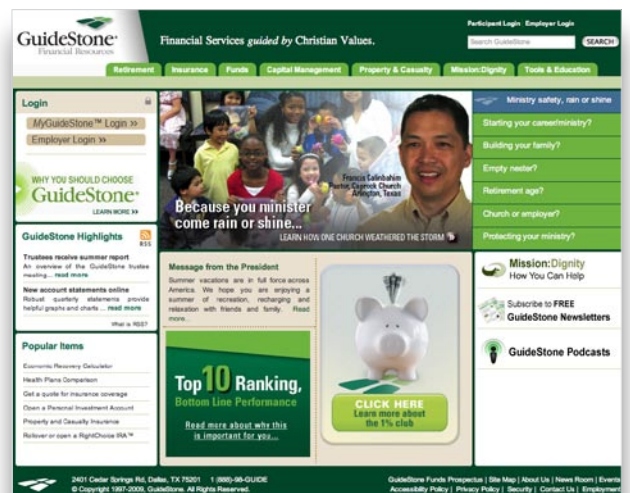 GuideStone®
Financial Resources
Financial Services guided by Christian Values.
Participant Login Employer Login
Search GuideStone
SEARCH
Retirement
Insurance
Funds
Capital Management
Property & Casualty
Mission:Dignity
Tools & Education
Login
MyGuideStone™ Login »
Employer Login »
WHY YOU SHOULD CHOOSE
GuideStone®
LEARN MORE »
GuideStone Highlights
RSS
Trustees receive summer report
An overview of the GuideStone trustee
meeting... read more
New account statements online
Robust quarterly statements provide
helpful graphs and charts ... read more
What is RSS?
Popular Items
Economic Recovery Calculator
Health Plans Comparison
Get a quote for insurance coverage
Open a Personal Investment Account
Property and Casualty Insurance
Rollover or open a RightChoice IRA™
Francis Calimbahin
Pastor, Caprock Church
Arlington, Texas
Because you minister
come rain or shine...
LEARN HOW ONE CHURCH WEATHERED THE STORM
Message from the President
Summer vacations are in full force across
America. We hope you are enjoying a
summer of recreation, recharging and
relaxation with friends and family. Read
more...
Top 10 Ranking,
Bottom Line Performance
Read more about why this
is important for you...
CLICK HERE
Learn more about
the 1% club
Ministry safety, rain or shine
Starting your career/ministry?
Building your family?
Empty nester?
Retirement age?
Church or employer?
Protecting your ministry?
Mission:Dignity
How You Can Help
Subscribe to FREE
GuideStone Newsletters
GuideStone Podcasts
2401 Cedar Springs Rd, Dallas, TX 75201 1 (888)-98-GUIDE
© Copyright 1997-2009, GuideStone. All Rights Reserved.
GuideStone Funds Prospectus | Site Map | About Us | News Room | Events
Accessibility Policy | Privacy Policy | Security | Contact Us | Employment